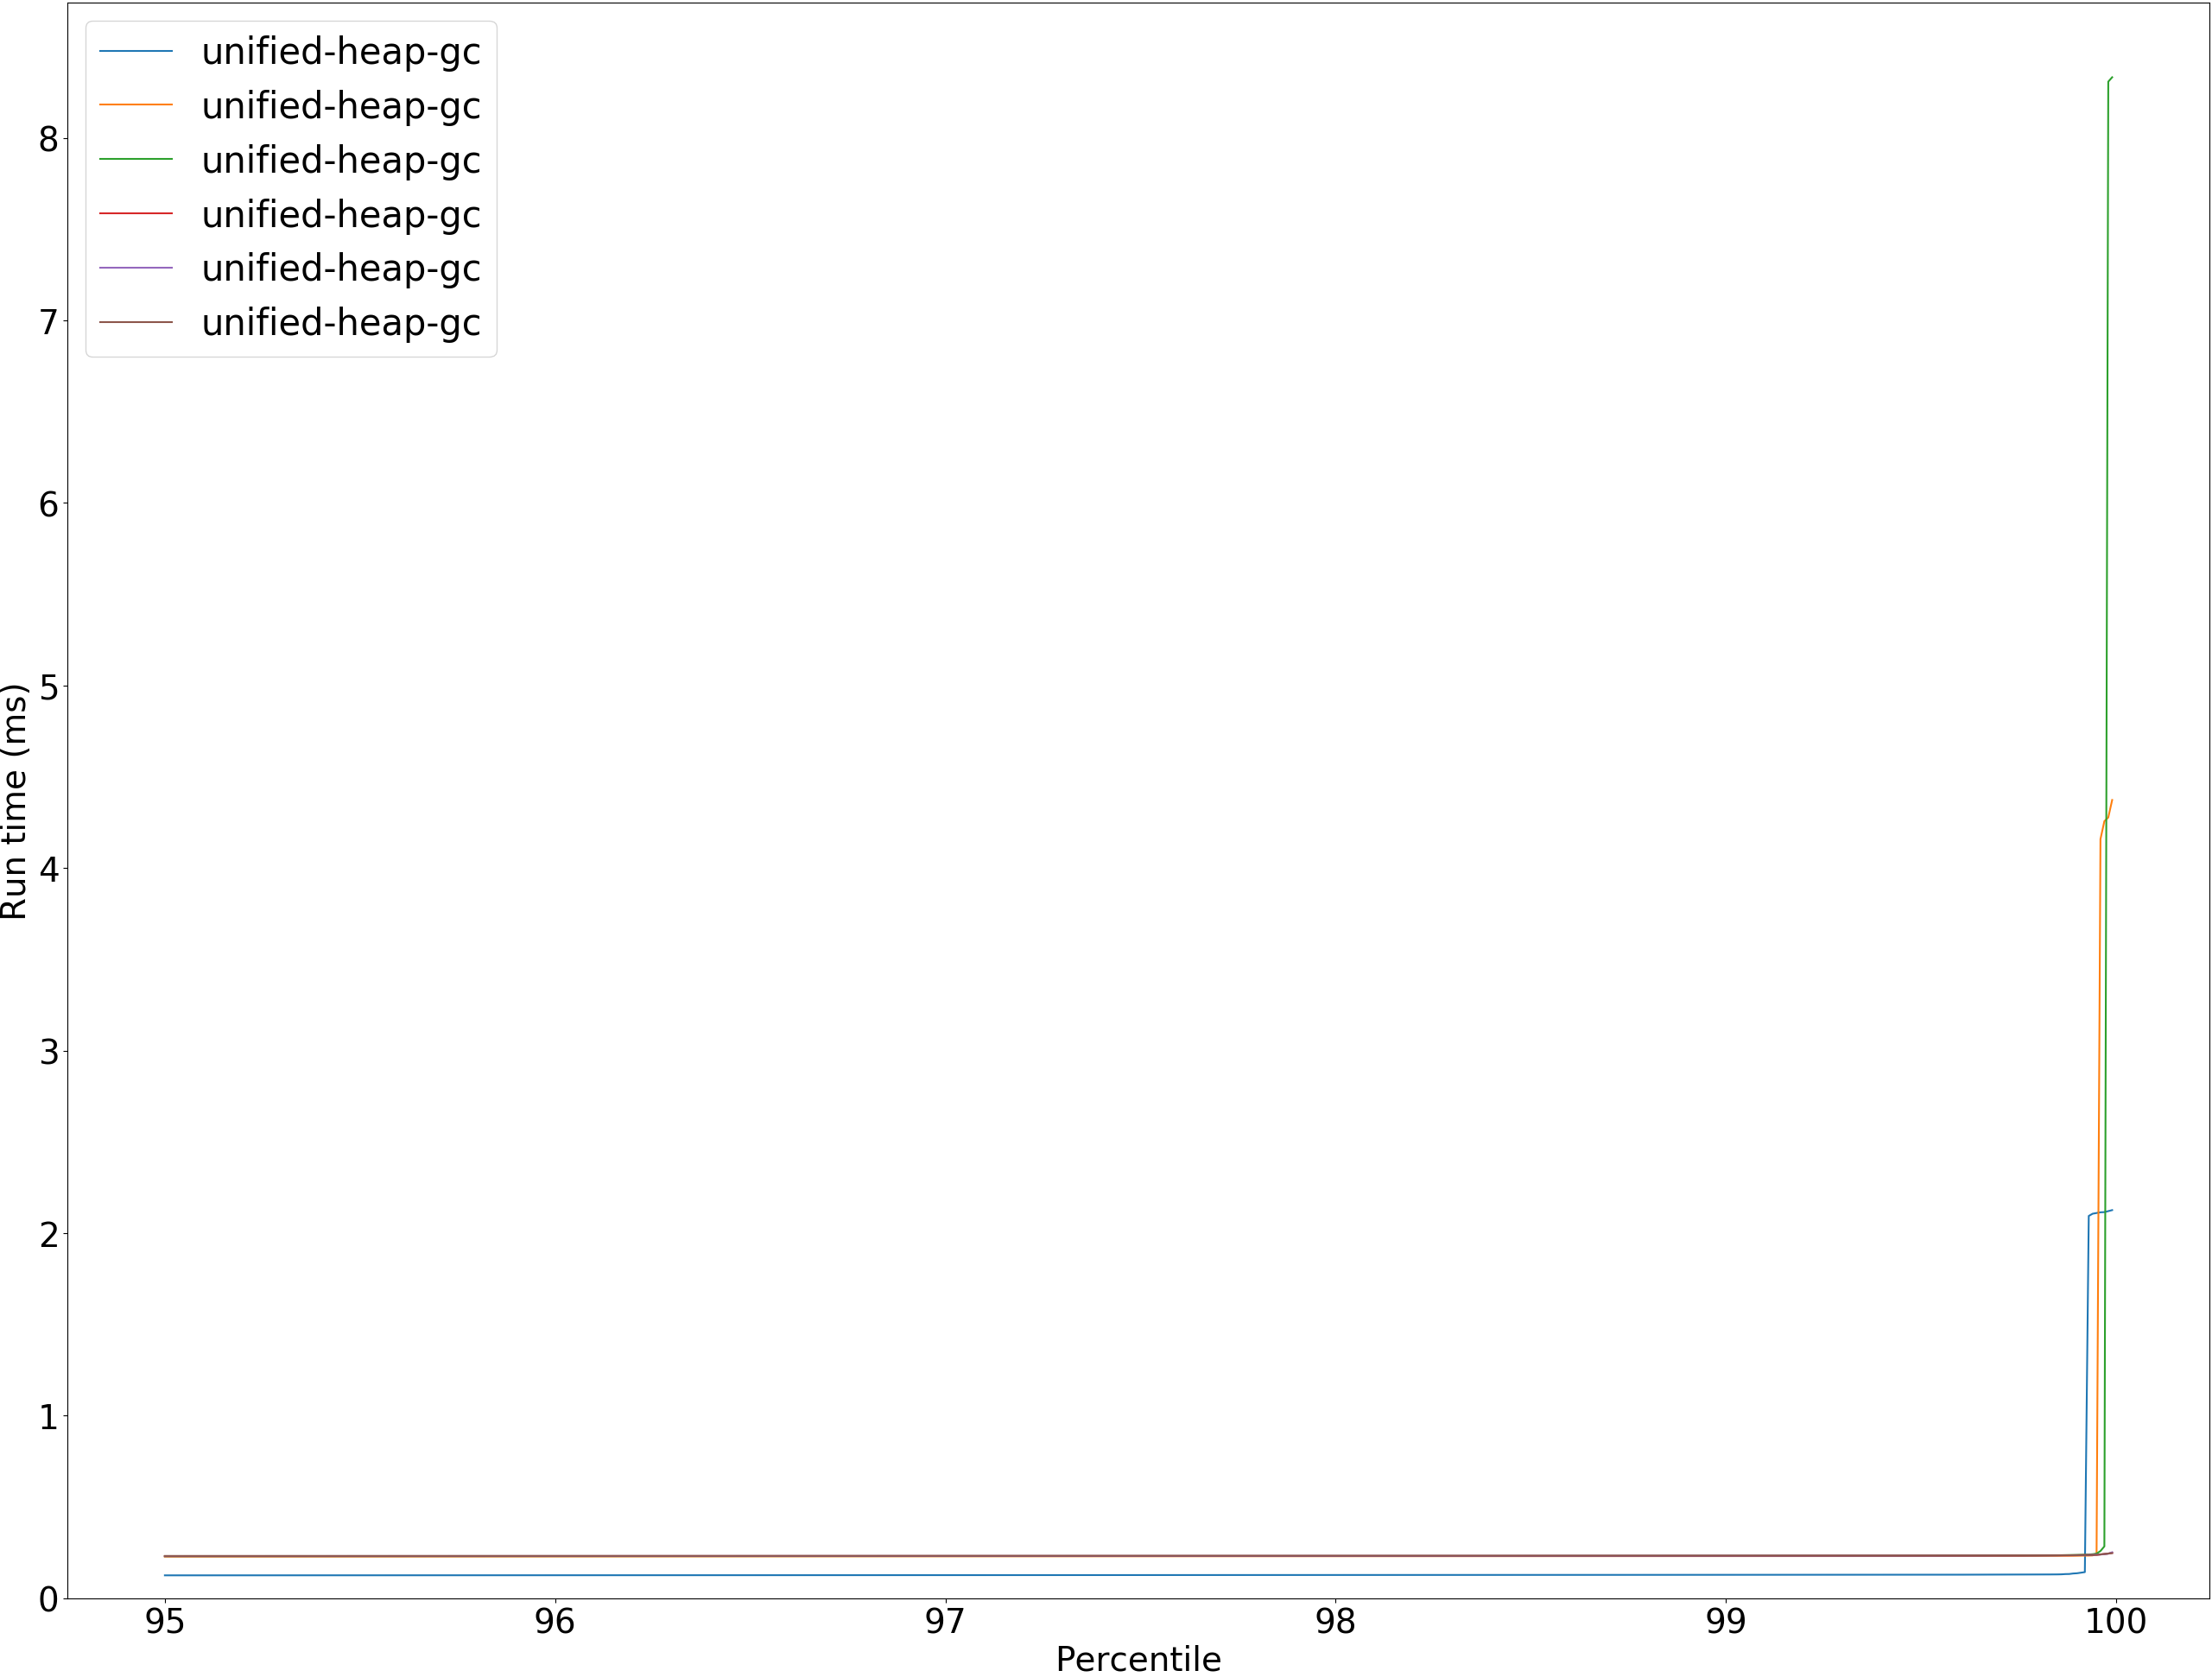 unified-heap-gc
unified-heap-gc
unified-heap-gc
unified-heap-gc
unified-heap-gc
unified-heap-gc
8
7
6
5
4
3
2
1
0
Run time (ms)
95 96 97 98 99 100
Percentile